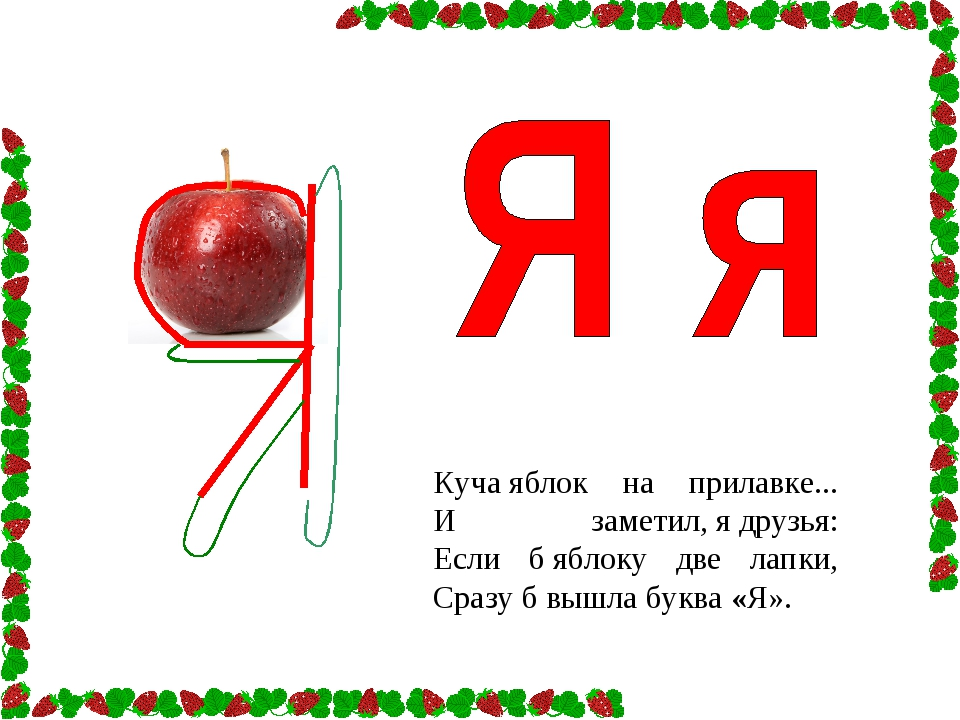 Я я
Куча яблок на прилавке...
И заметил, я друзья:
Если б яблоку две лапки,
Сразу б вышла буква «Я».